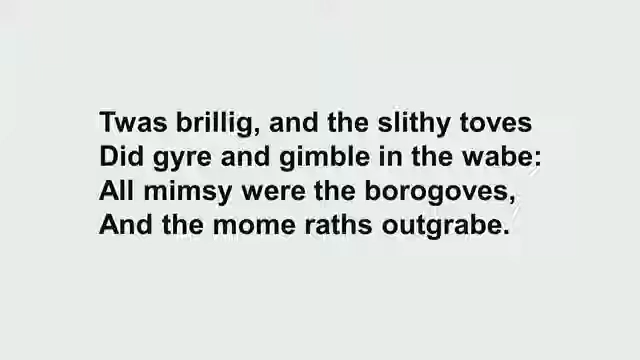 Twas brillig, and the slithy toves
Did gyre and gimble in the wabe:
All mimsy were the borogoves,
And the mome raths outgrabe.